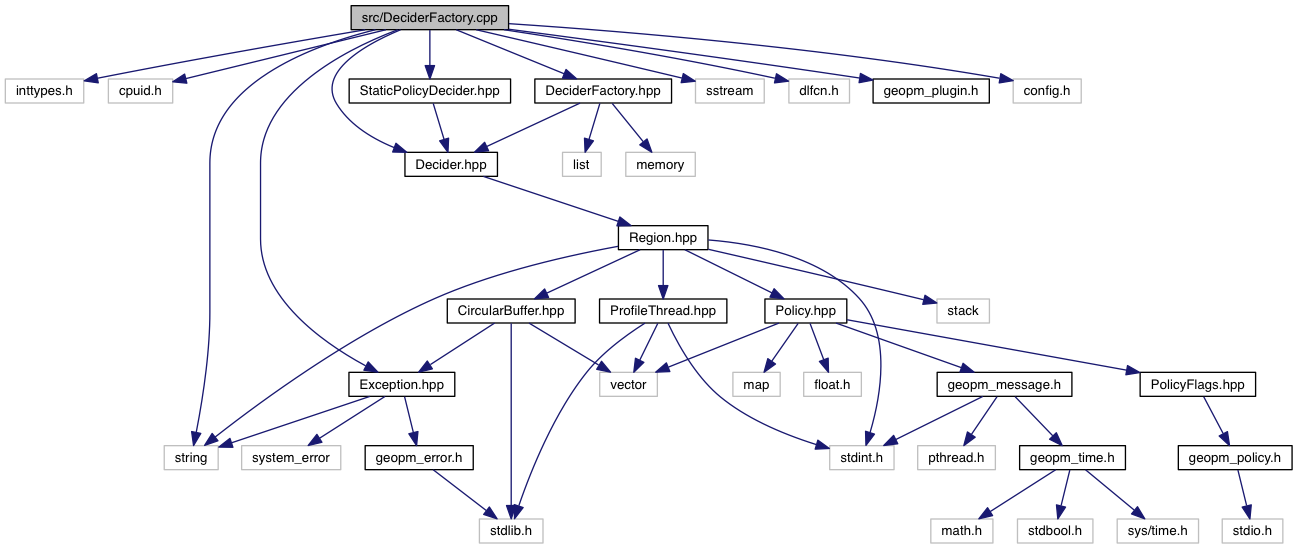 src/DeciderFactory.cpp
inttypes.h
cpuid.h
StaticPolicyDecider.hpp
DeciderFactory.hpp
sstream
dlfcn.h
geopm_plugin.h
config.h
Decider.hpp
list
memory
Region.hpp
CircularBuffer.hpp
ProfileThread.hpp
Policy.hpp
stack
Exception.hpp
vector
map
float.h
geopm_message.h
PolicyFlags.hpp
string
system_error
geopm_error.h
stdint.h
pthread.h
geopm_time.h
geopm_policy.h
stdlib.h
math.h
stdbool.h
sys/time.h
stdio.h